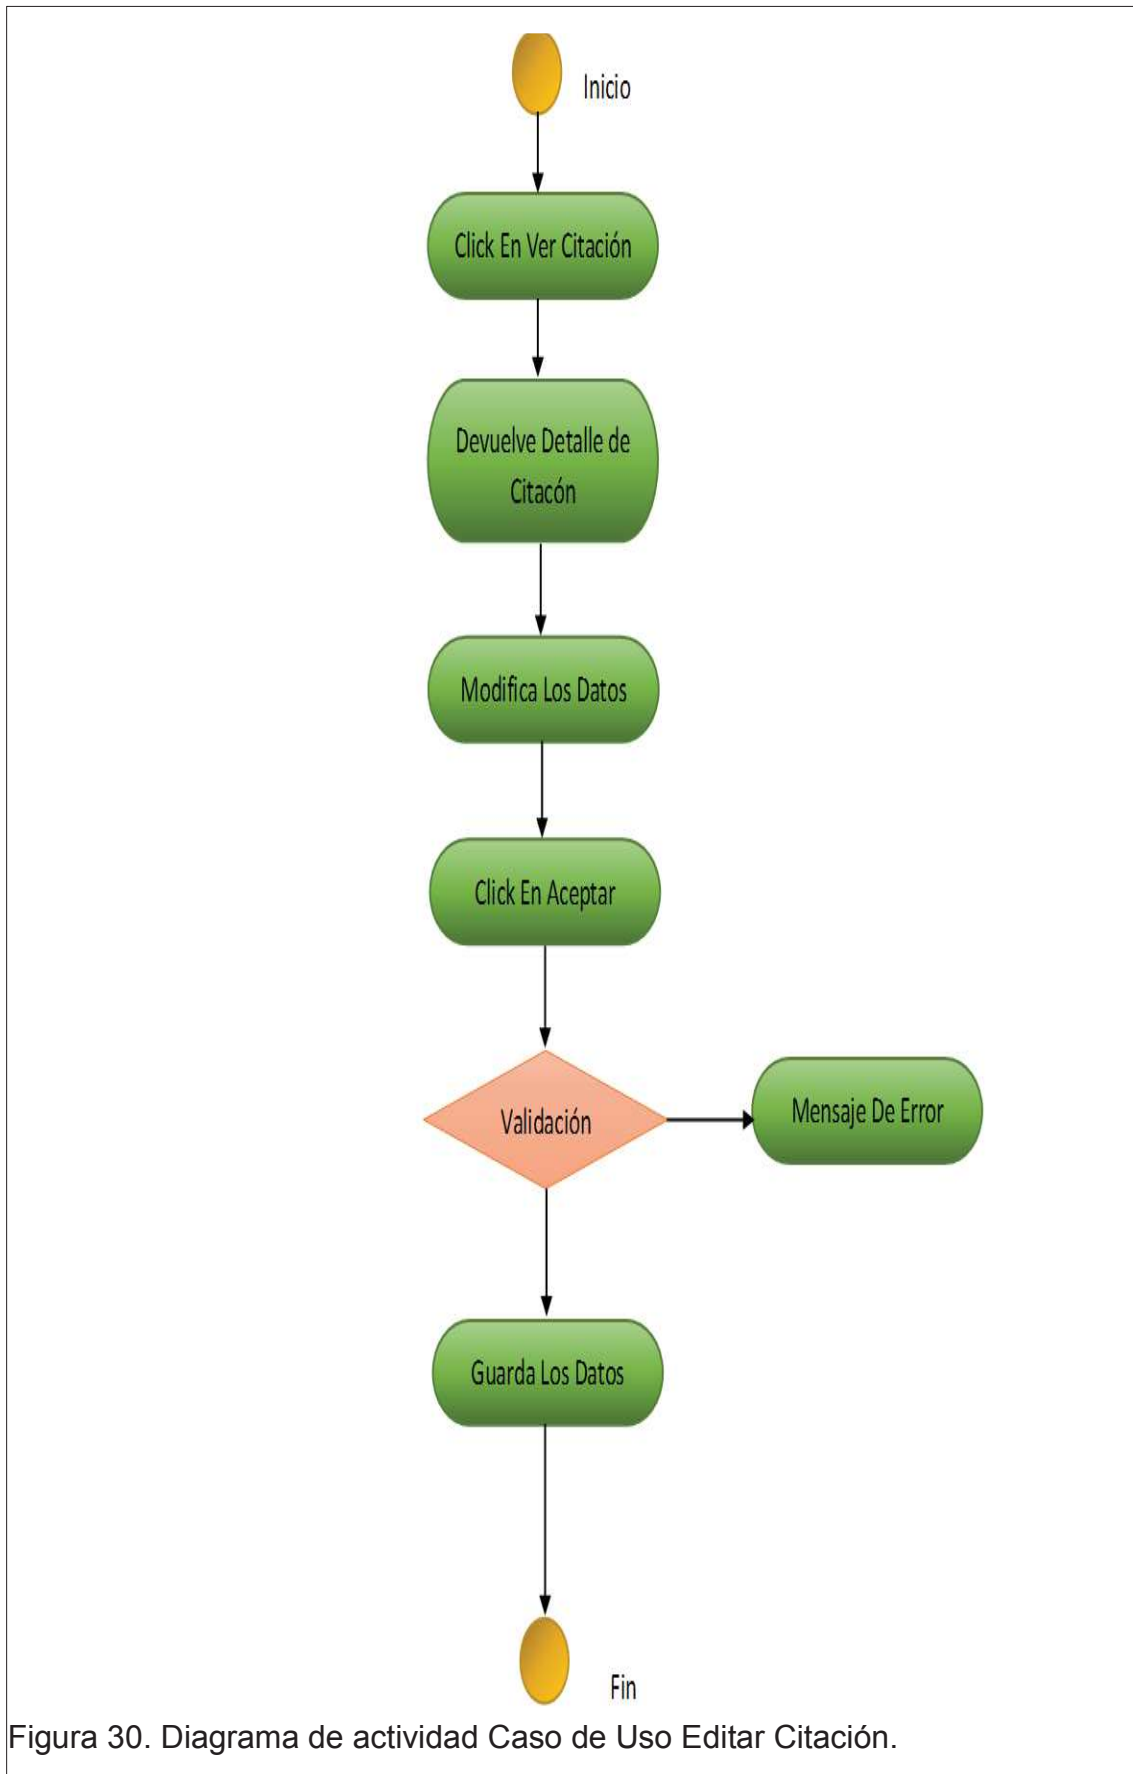 Inicio
Click En Ver Citación
Devuelve Detalle de
Citacón
Modifica Los Datos
Click En Aceptar
Validación
Mensaje De Error
Guarda Los Datos
Fin
Figura 30. Diagrama de actividad Caso de Uso Editar Citación.